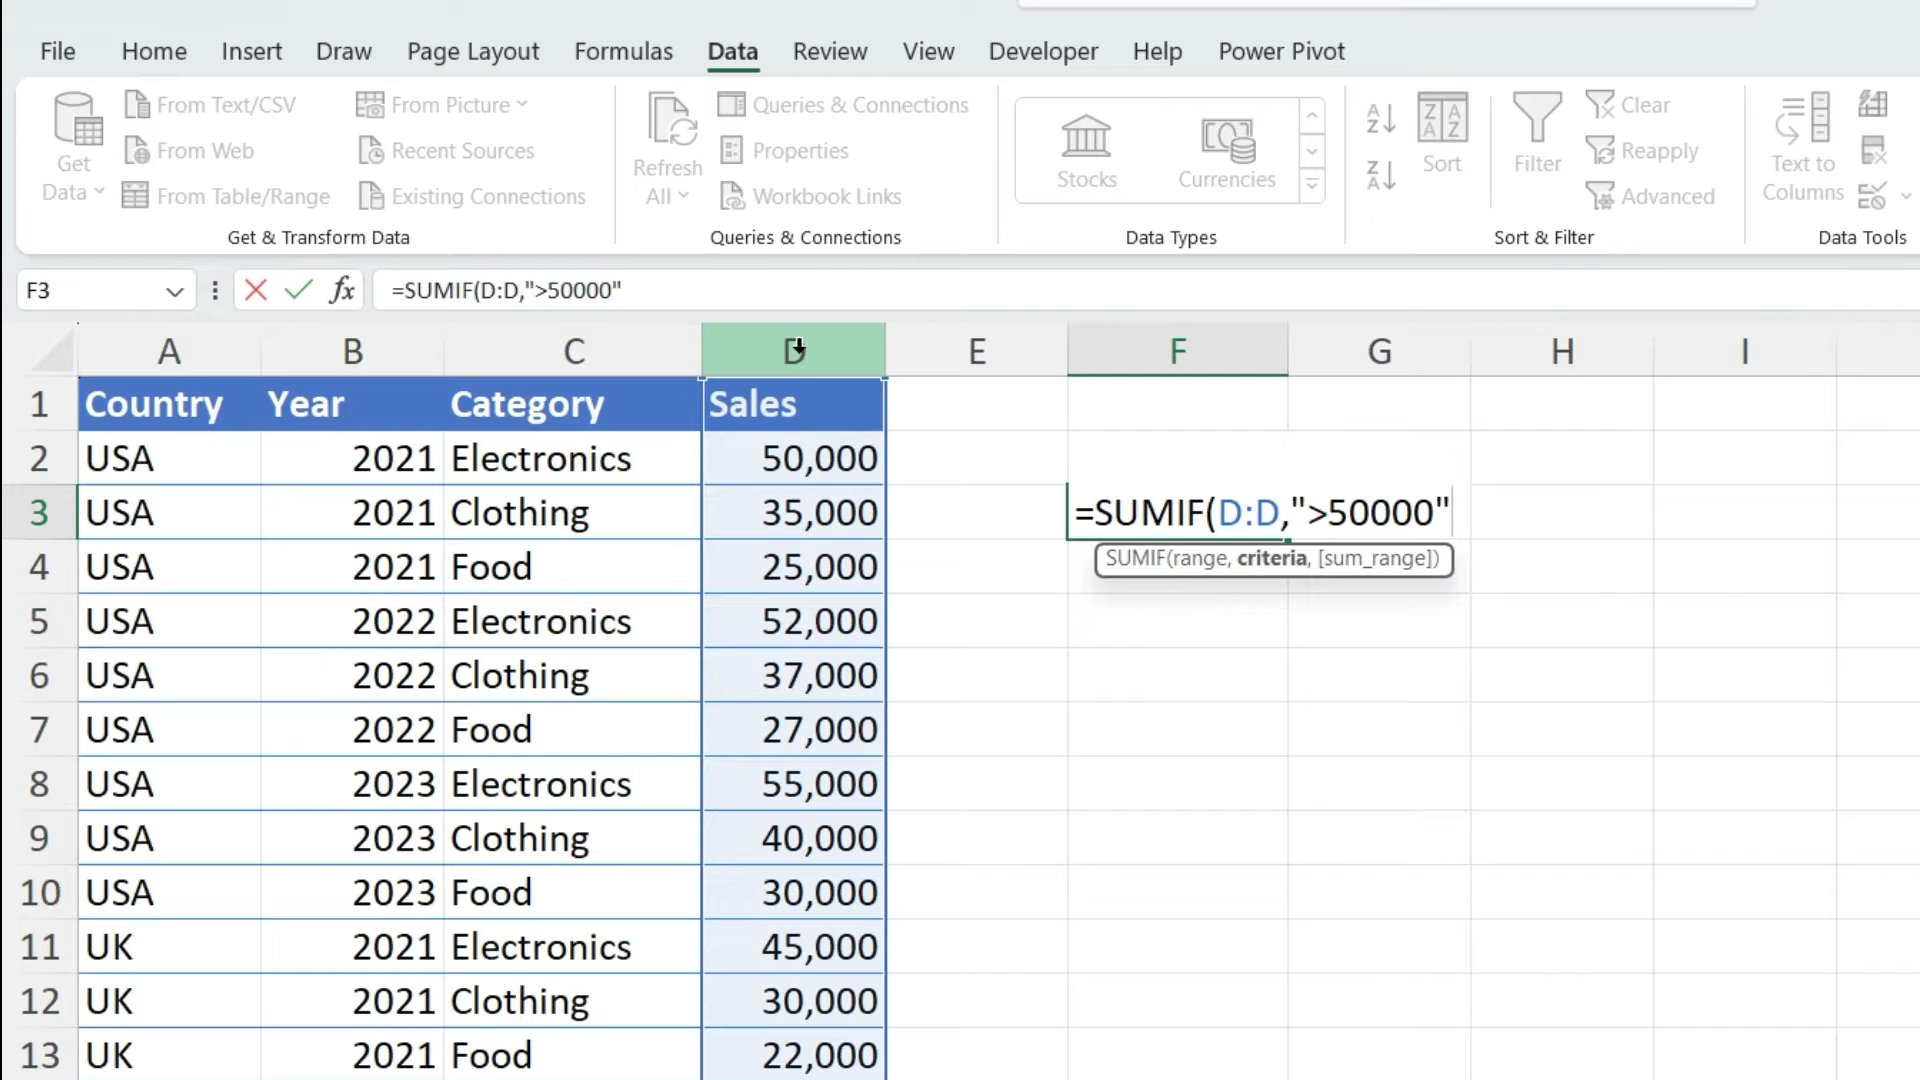 File Home Insert Draw Page Layout Formulas Data Review View Developer Help Power Pivot
Get Data
From Text/CSV
From Web
From Table/Range
From Picture
Recent Sources
Existing Connections
Get & Transform Data
Refresh All
Queries & Connections
Properties
Workbook Links
Queries & Connections
Stocks
Currencies
Data Types
A Z
Z A
Z A A Z
Sort
Filter
Clear
Reapply
Advanced
Sort & Filter
Text to Columns
Data Tools
F3 fx =SUMIF(D:D,">50000"
A B C D E F G H I
1 Country Year Category Sales
2 USA 2021 Electronics 50,000
3 USA 2021 Clothing 35,000 =SUMIF(D:D,">50000"
SUMIF(range, criteria, [sum_range])
4 USA 2021 Food 25,000
5 USA 2022 Electronics 52,000
6 USA 2022 Clothing 37,000
7 USA 2022 Food 27,000
8 USA 2023 Electronics 55,000
9 USA 2023 Clothing 40,000
10 USA 2023 Food 30,000
11 UK 2021 Electronics 45,000
12 UK 2021 Clothing 30,000
13 UK 2021 Food 22,000